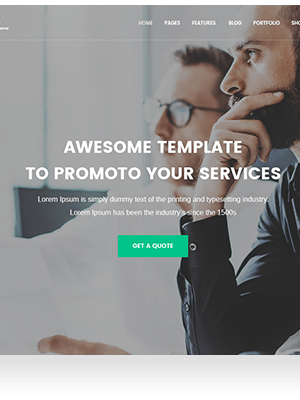 HOME PAGES FEATURES BLOG PORTFOLIO
AWESOME TEMPLATE
TO PROMOTO YOUR SERVICES
Lorem Ipsum is simply dummy text of the printing and typesetting industry.
Lorem Ipsum has been the industry's since the 1500s
GET A QUOTE